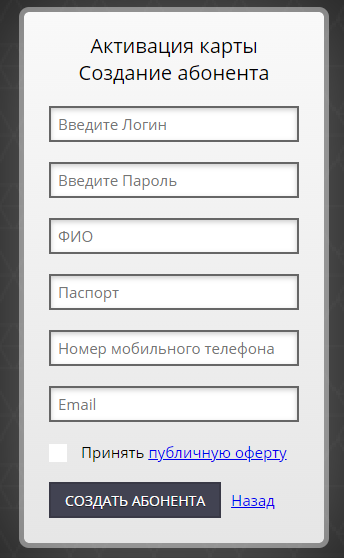 Активация карты
Создание абонента
Введите Логин
Введите Пароль
ФИО
Паспорт
Номер мобильного телефона
Email
Принять публичную оферту
СОЗДАТЬ АБОНЕНТА Назад